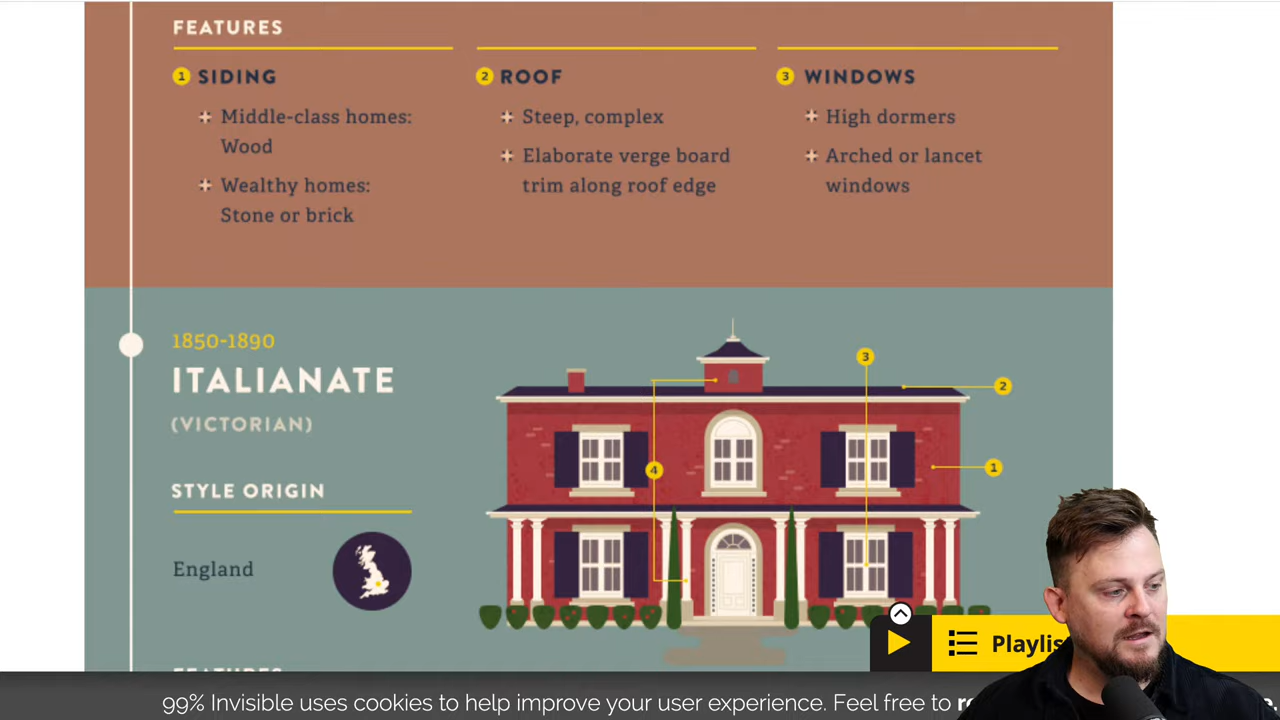 FEATURES
1 SIDING
Middle-class homes:
Wood
Wealthy homes:
Stone or brick
2 ROOF
Steep, complex
Elaborate verge board
trim along roof edge
3 WINDOWS
High dormers
Arched or lancet
windows
1850-1890
ITALIANATE
(VICTORIAN)
STYLE ORIGIN
England
FEATURES
3
2
4
1
Playlis
99% Invisible uses cookies to help improve your user experience. Feel free to